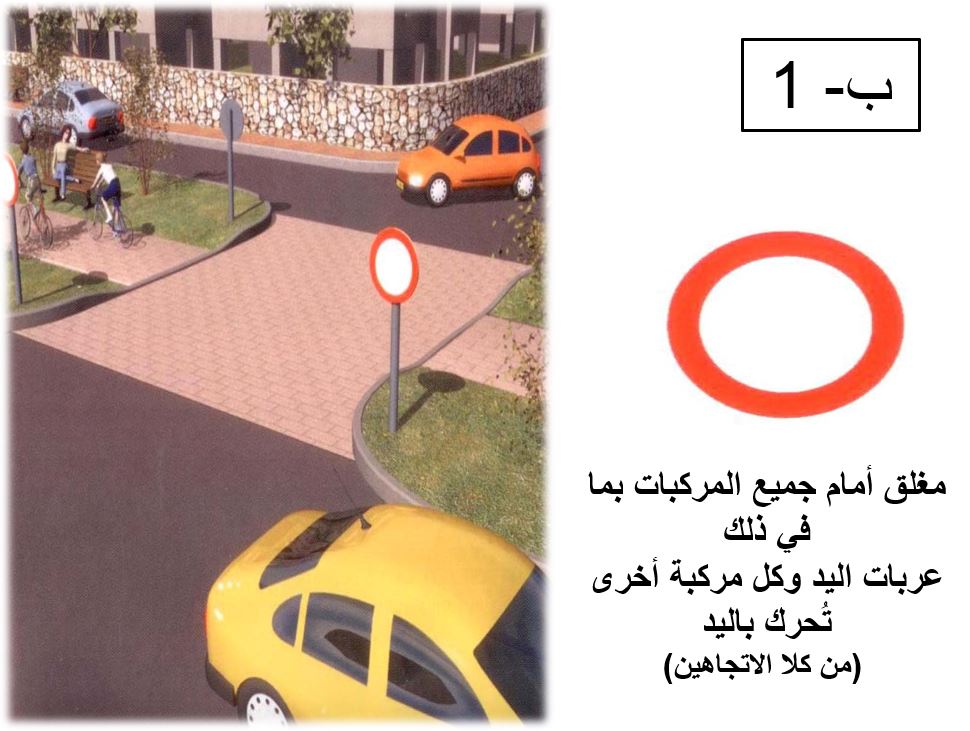 ب- 1
مغلق أمام جميع المركبات بما
في ذلك
عربات اليد وكل مركبة أخرى
تُحرك باليد
(من كلا الاتجاهين)